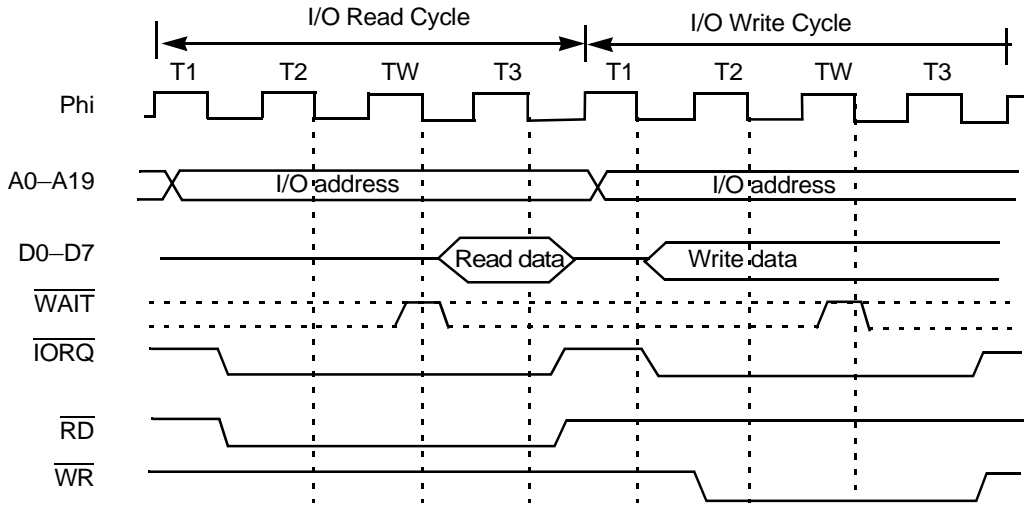 I/O Read Cycle I/O Write Cycle
T1 T2 TW T3 T1 T2 TW T3
Phi
A0–A19 I/O address I/O address
D0–D7 Read data Write data
WAIT
IORQ
RD
WR